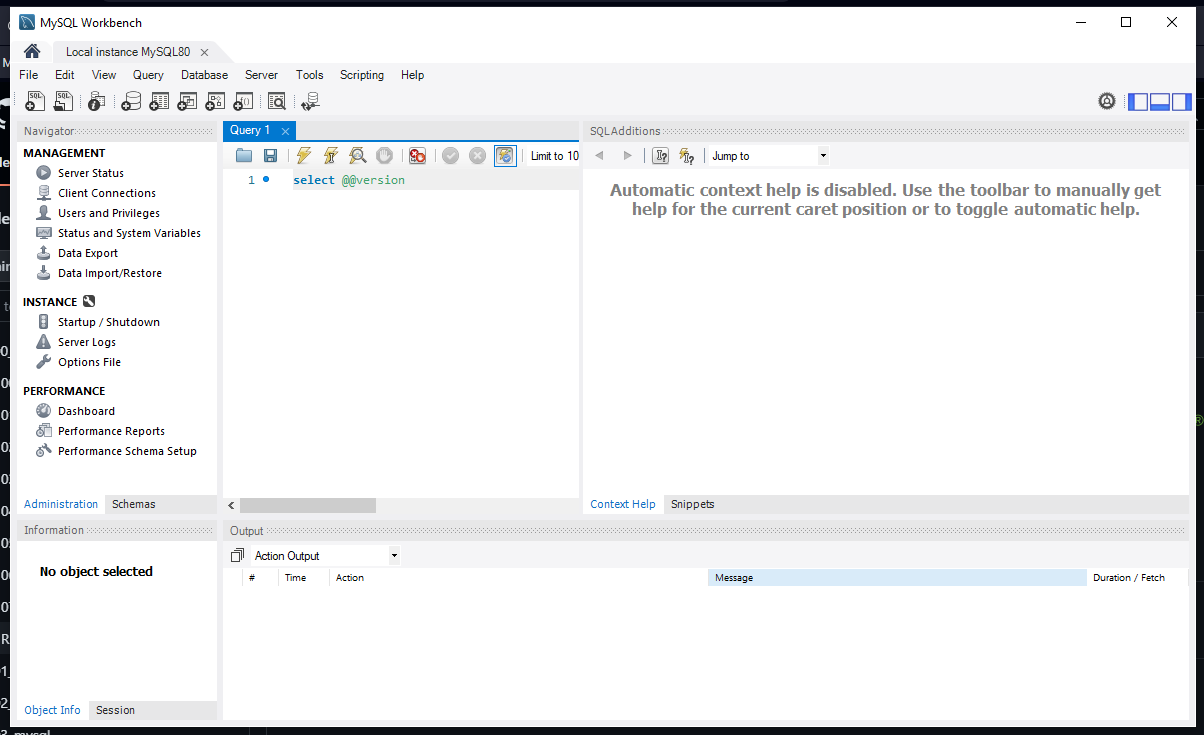 MySQL Workbench
Local instance MySQL80
File Edit View Query Database Server Tools Scripting Help
Navigator
MANAGEMENT
Server Status
Client Connections
Users and Privileges
Status and System Variables
Data Export
Data Import/Restore
INSTANCE
Startup / Shutdown
Server Logs
Options File
PERFORMANCE
Dashboard
Performance Reports
Performance Schema Setup
Administration Schemas
Query 1
Limit to 10
1 select @@version
SQLAdditions
Jump to
Automatic context help is disabled. Use the toolbar to manually get
help for the current caret position or to toggle automatic help.
Context Help Snippets
Information
No object selected
Object Info Session
Output
Action Output
# Time Action Message Duration / Fetch